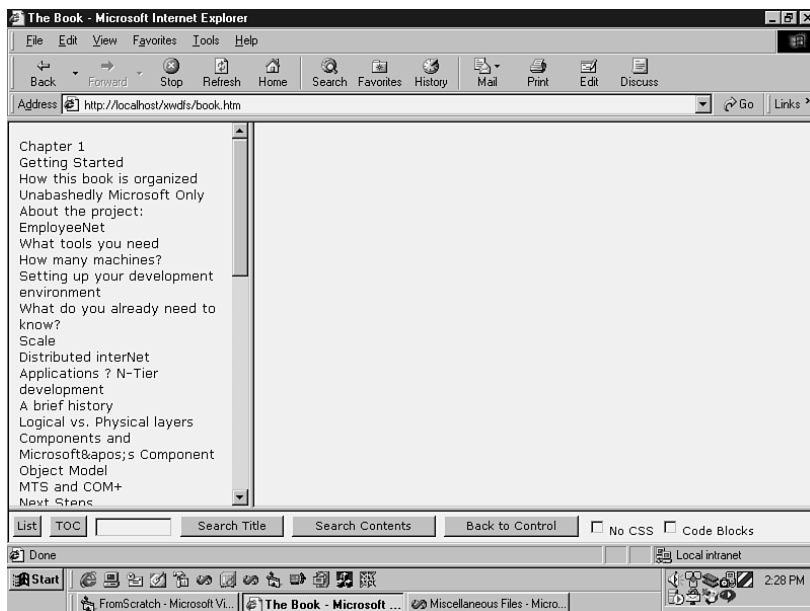 The Book - Microsoft Internet Explorer
File Edit View Favorites Tools Help
Back Forward Stop Refresh Home Search Favorites History Mail Print Edit Discuss
Address http://localhost/xwdfs/book.htm Go Links
Chapter 1
Getting Started
How this book is organized
Unabashedly Microsoft Only
About the project:
EmployeeNet
What tools you need
How many machines?
Setting up your development
environment
What do you already need to
know?
Scale
Distributed interNet
Applications ? N-Tier
development
A brief history
Logical vs. Physical layers
Components and
Microsoft&apos;s Component
Object Model
MTS and COM+
Next Steps
List TOC Search Title Search Contents Back to Control No CSS Code Blocks
Done Local intranet
Start 2:28 PM
FromScratch - Microsoft Vi... The Book - Microsoft ... Miscellaneous Files - Micro...